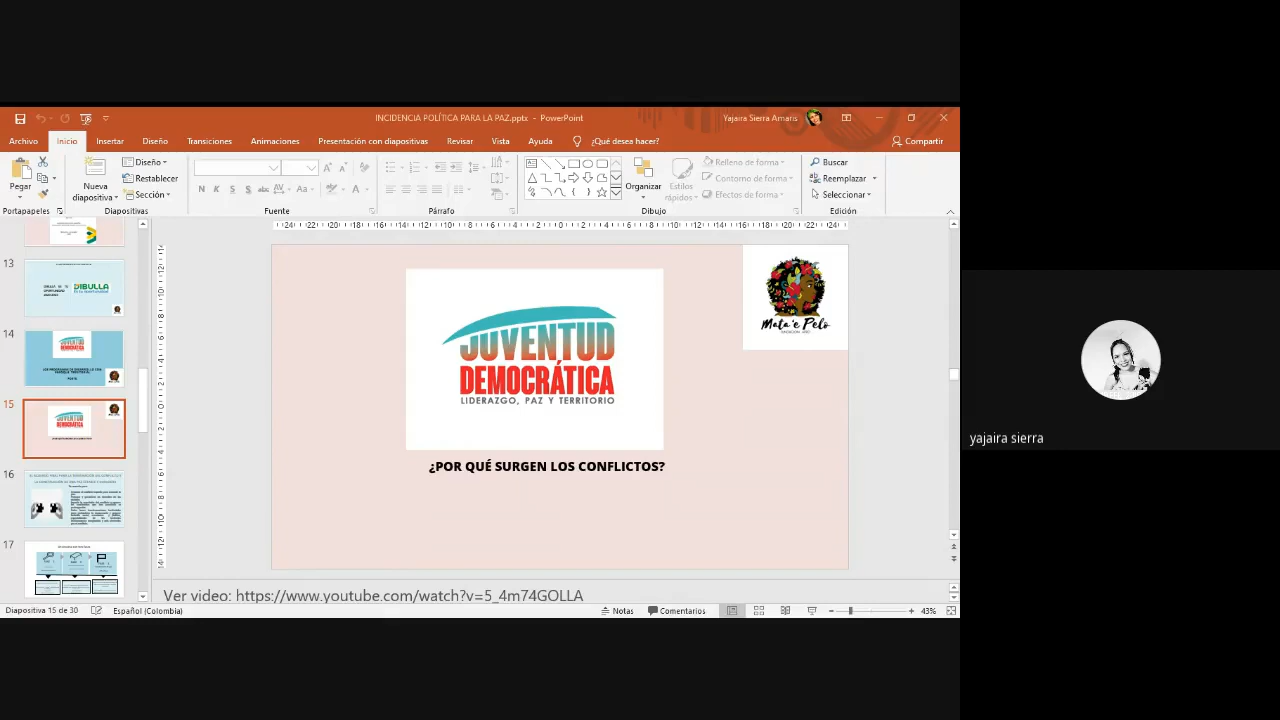 INCIDENCIA POLÍTICA PARA LA PAZ.pptx - PowerPoint
Yajaira Sierra Amaris
Archivo Inicio Insertar Diseño Transiciones Animaciones Presentación con diapositivas Revisar Vista Ayuda ¿Qué desea hacer? Compartir
Pegar
Nueva diapositiva
Diseño
Restablecer
Sección
N K S S abc AV Aa A
Organizar
Estilos rápidos
Relleno de forma
Contorno de forma
Efectos de forma
Buscar
Reemplazar
Seleccionar
Portapapeles Diapositivas Fuente Párrafo Dibujo Edición
13
DIBULLA
14
15
16
17
JUVENTUD
DEMOCRÁTICA
LIDERAZGO, PAZ Y TERRITORIO
Mata'e Pelo
¿POR QUÉ SURGEN LOS CONFLICTOS?
Ver video: https://www.youtube.com/watch?v=5_4m74GOLLA
Diapositiva 15 de 30 Español (Colombia) Notas Comentarios 43%
yajaira sierra